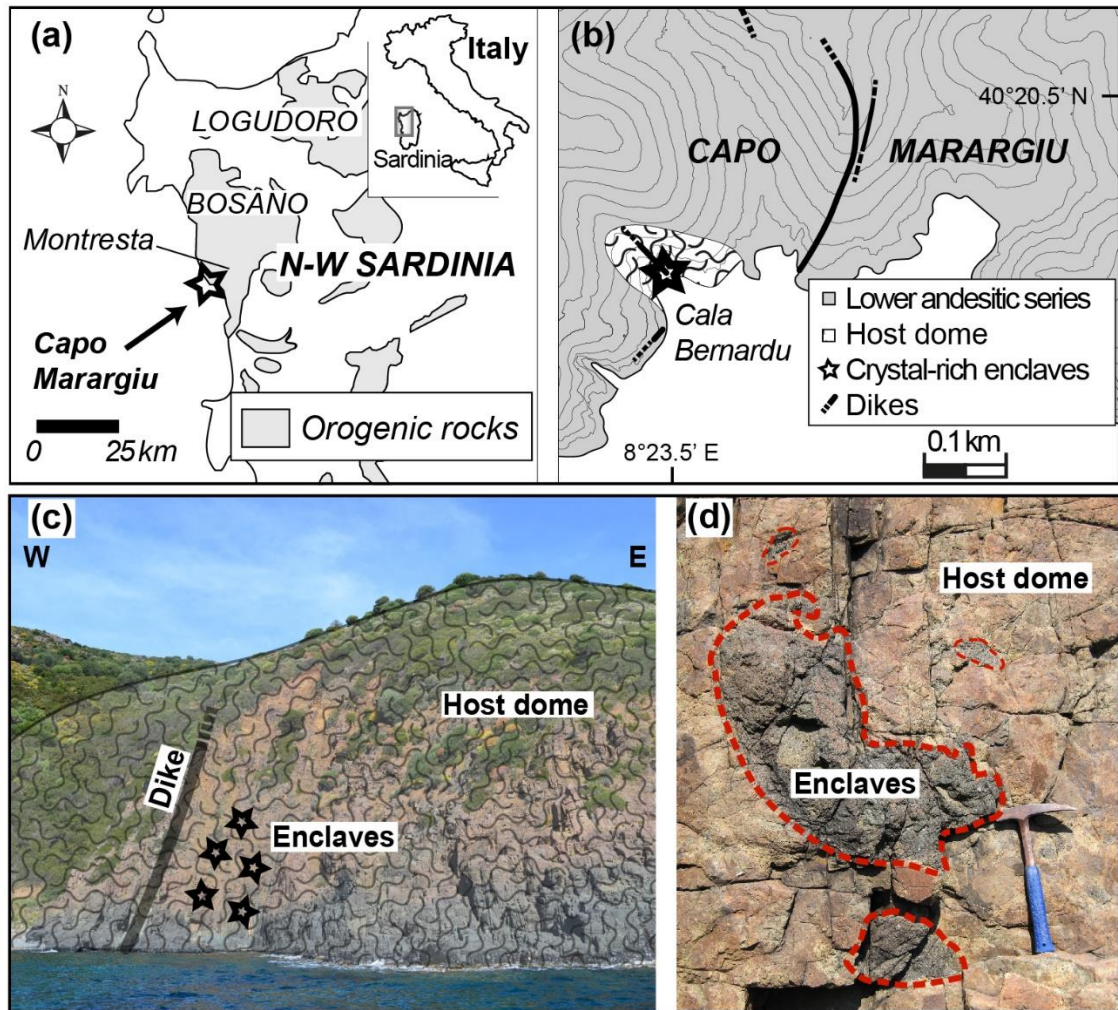 (a)
Italy
N
LOGUDORO
Sardinia
BOSANO
Montresta
N-W SARDINIA
Capo
Marargiu
Orogenic rocks
0 25 km
(b)
40°20.5' N
CAPO MARARGIU
Cala
Bernardu
Lower andesitic series
Host dome
Crystal-rich enclaves
Dikes
8°23.5' E
0.1 km
(c)
W E
Host dome
Dike
Enclaves
(d)
Host dome
Enclaves